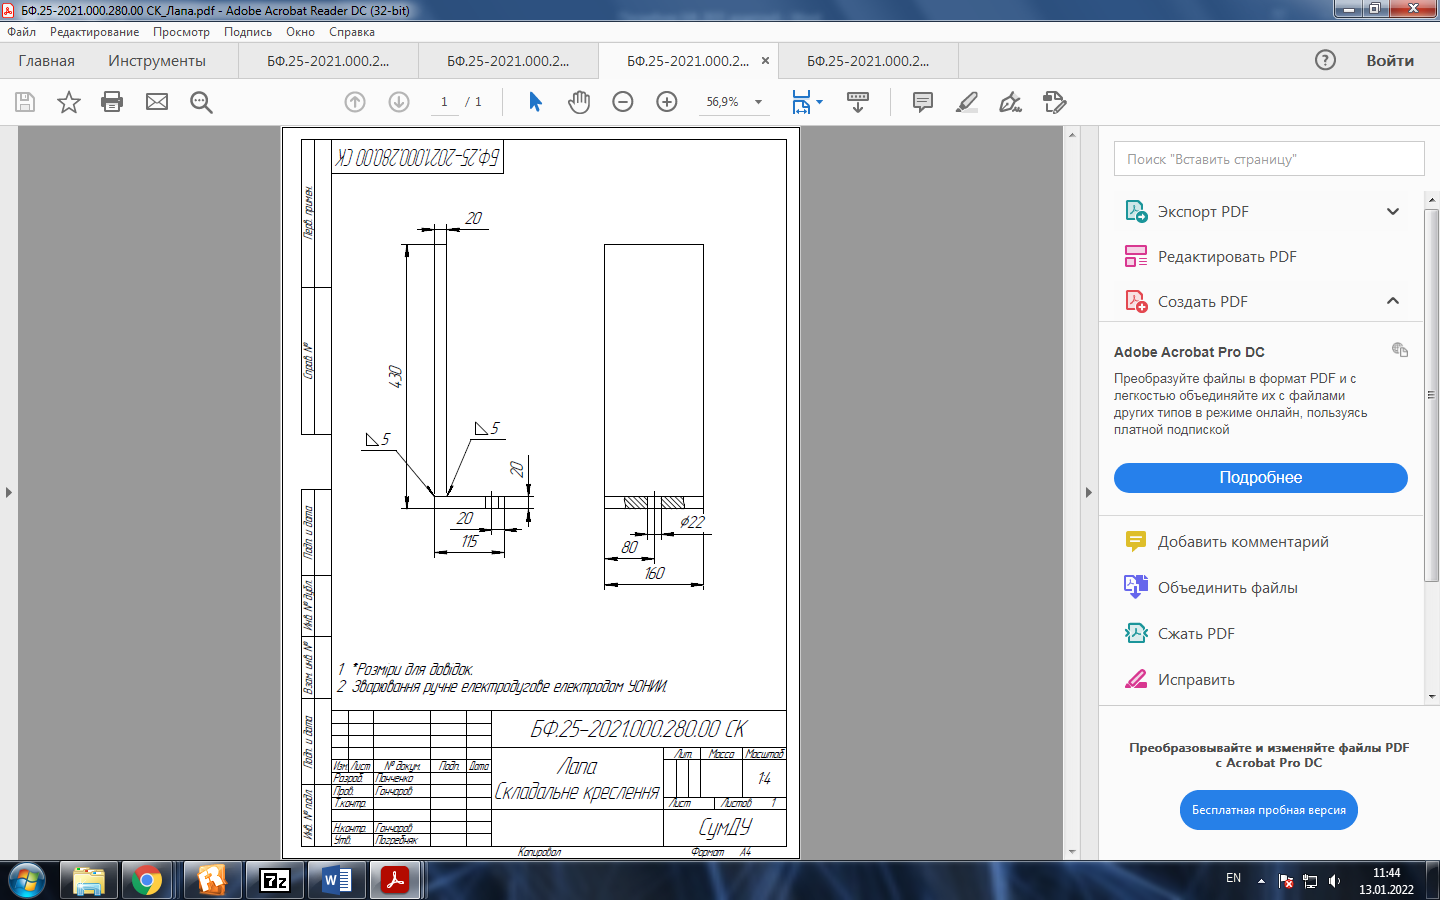 БФ.25-2021.000.280.00 СК_Лапа.pdf - Adobe Acrobat Reader DC (32-bit)
Файл Редактирование Просмотр Подпись Окно Справка
Главная Инструменты БФ.25-2021.000.2... БФ.25-2021.000.2... БФ.25-2021.000.2... × БФ.25-2021.000.2... ? Войти
1 / 1 56,9%
БФ.25-2021.000.280.00 СК
Перв. примен.
Справ. №
Подп. и дата
Инв. № дубл.
Взам. инв. №
Подп. и дата
Инв. № подл.
20
430
5
5
20
20
115
⌀22
80
160
1 *Розміри для довідок.
2 Зварювання ручне електродугове електродом УОНИИ.
БФ.25-2021.000.280.00 СК
Изм. Лист № докум. Подп. Дата
Разраб. Панченко
Пров. Гончаров
Т.контр.
Н.контр. Гончаров
Утв. Погребняк
Лапа
Складальне креслення
Лит. Масса Масштаб
1:4
Лист Листов 1
СумДУ
Копировал Формат А4
Поиск "Вставить страницу"
Экспорт PDF
Редактировать PDF
Создать PDF
Adobe Acrobat Pro DC
Преобразуйте файлы в формат PDF и с
легкостью объединяйте их с файлами
других типов в режиме онлайн, пользуясь
платной подпиской
Подробнее
Добавить комментарий
Объединить файлы
Сжать PDF
Исправить
Преобразовывайте и изменяйте файлы PDF
с Acrobat Pro DC
Бесплатная пробная версия
7z W EN 11:44
13.01.2022